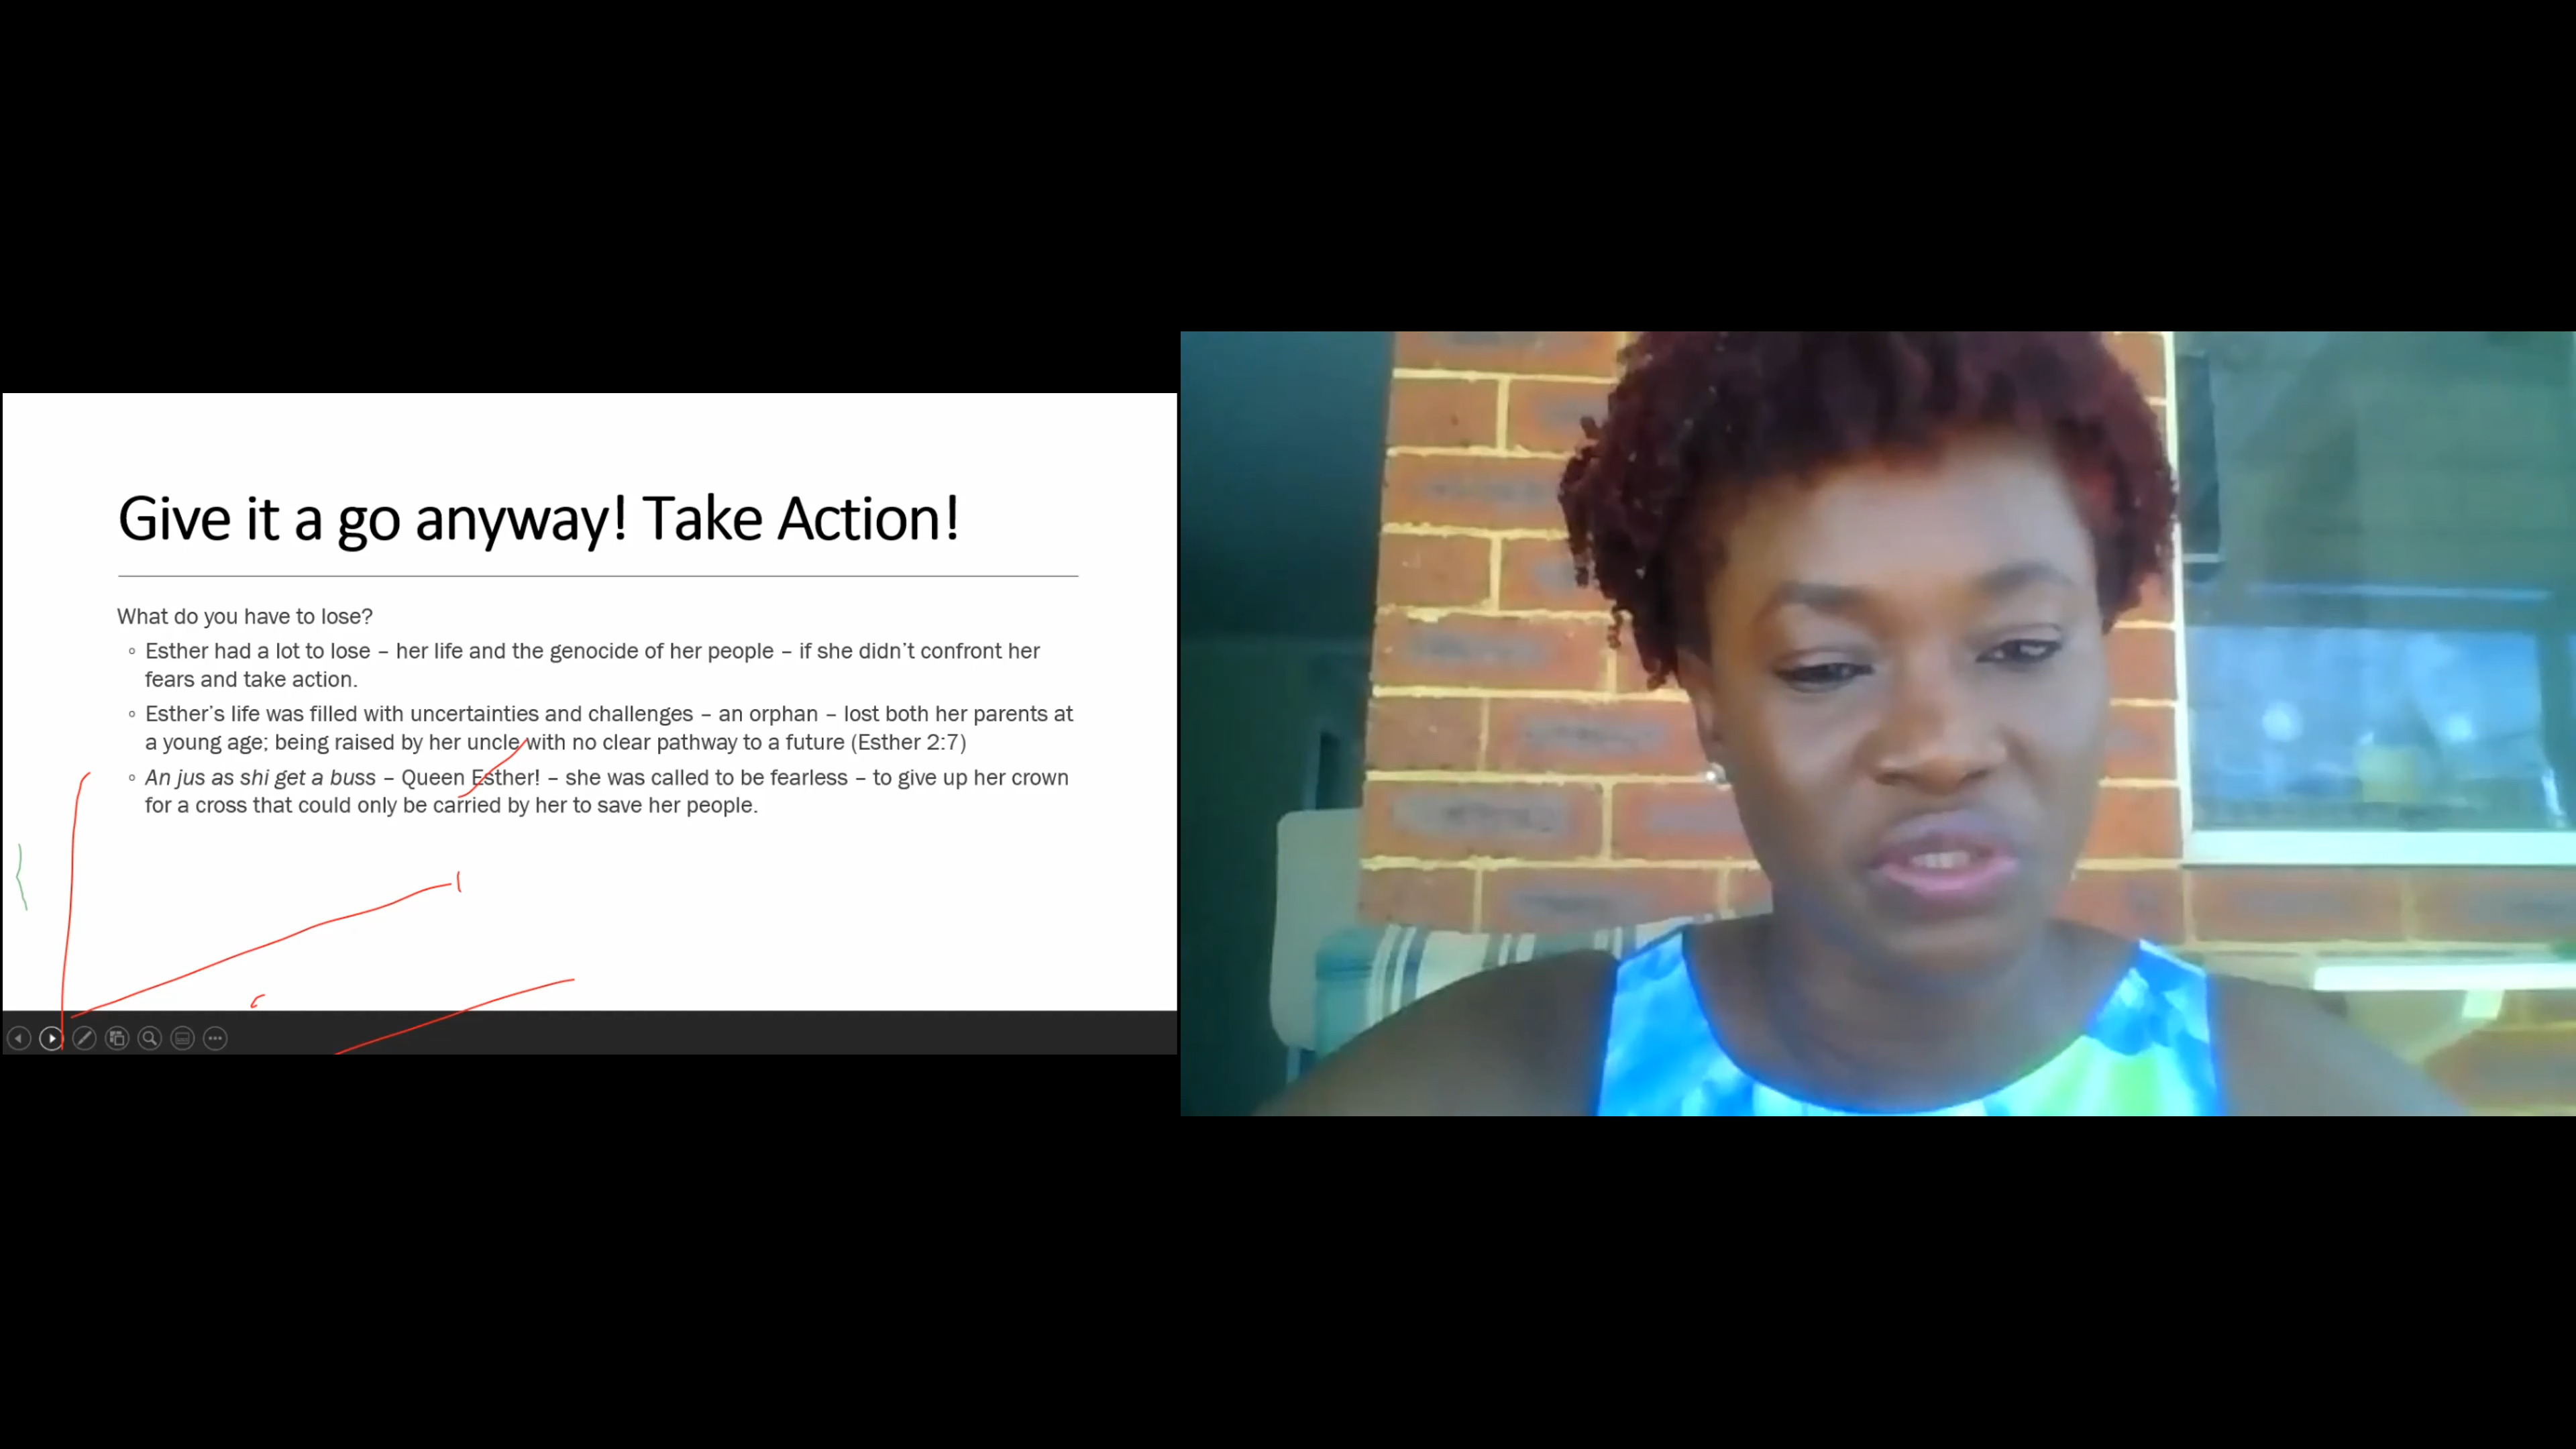 Give it a go anyway! Take Action!
What do you have to lose?
◦ Esther had a lot to lose – her life and the genocide of her people – if she didn't confront her
fears and take action.
◦ Esther's life was filled with uncertainties and challenges – an orphan – lost both her parents at
a young age; being raised by her uncle with no clear pathway to a future (Esther 2:7)
◦ An jus as shi get a buss – Queen Esther! – she was called to be fearless – to give up her crown
for a cross that could only be carried by her to save her people.